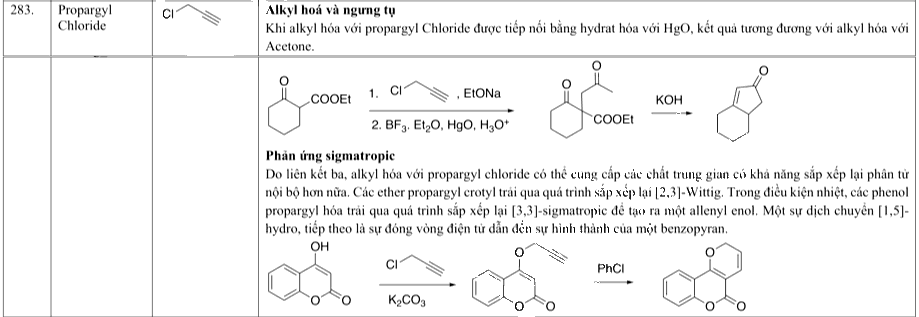 283.
Propargyl
Chloride
Cl
Alkyl hoá và ngưng tụ
Khi alkyl hóa với propargyl Chloride được tiếp nối bằng hydrat hóa với HgO, kết quả tương đương với alkyl hóa với
Acetone.
O
COOEt
1. Cl , EtONa
2. BF3, Et2O, HgO, H3O+
O
O
COOEt
KOH
O
Phản ứng sigmatropic
Do liên kết ba, alkyl hóa với propargyl chloride có thể cung cấp các chất trung gian có khả năng sắp xếp lại phân tử
nội bộ hơn nữa. Các ether propargyl crotyl trải qua quá trình sắp xếp lại [2,3]-Wittig. Trong điều kiện nhiệt, các phenol
propargyl hóa trải qua quá trình sắp xếp lại [3,3]-sigmatropic để tạo ra một allenyl enol. Một sự dịch chuyển [1,5]-
hydro, tiếp theo là sự đóng vòng điện tử dẫn đến sự hình thành của một benzopyran.
OH
O O
Cl
K2CO3
O
O O
PhCl
O
O O